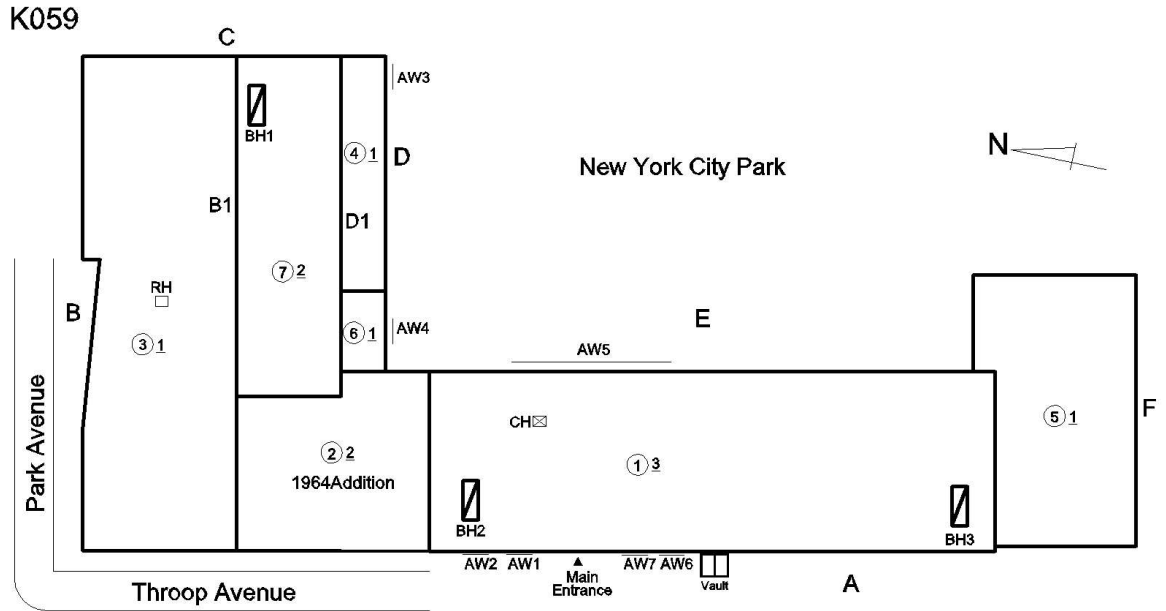 K059
C
AW3
BH1
4 1
D
New York City Park
N
B1
D1
7 2
RH
B
6 1
AW4
E
3 1
AW5
Park Avenue
CH
5 1
F
2 2
1964Addition
1 3
BH2
BH3
AW2
AW1
Main
Entrance
AW7
AW6
Vault
A
Throop Avenue